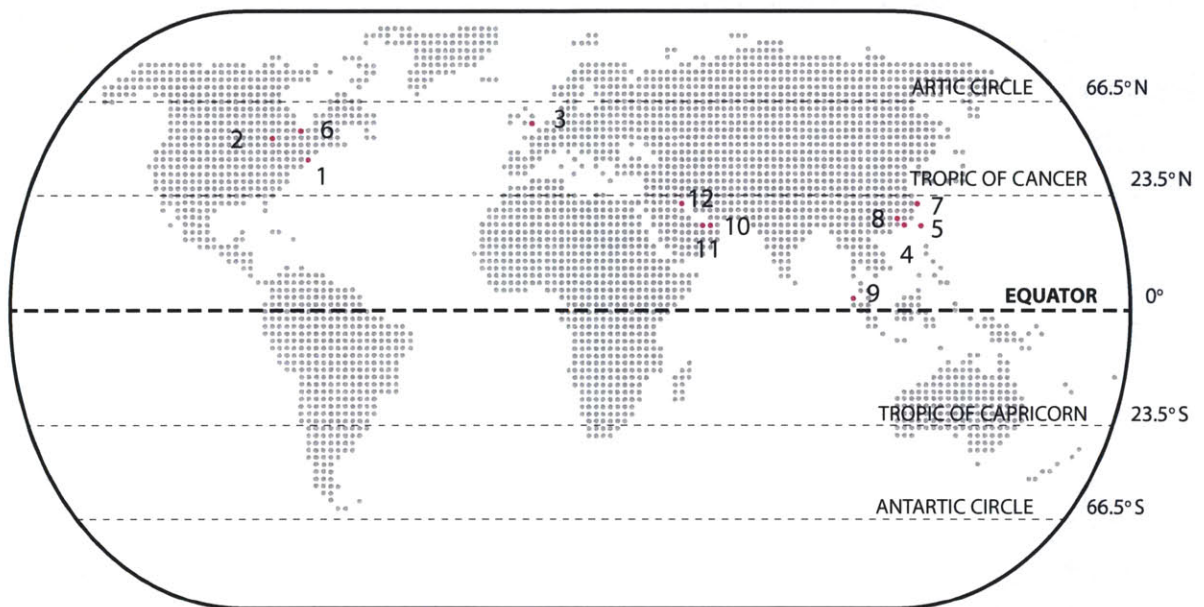 ARTIC CIRCLE 66.5° N
2
6
3
1
TROPIC OF CANCER 23.5° N
12
7
8
10
5
11
4
9
EQUATOR 0°
TROPIC OF CAPRICORN 23.5° S
ANTARTIC CIRCLE 66.5° S